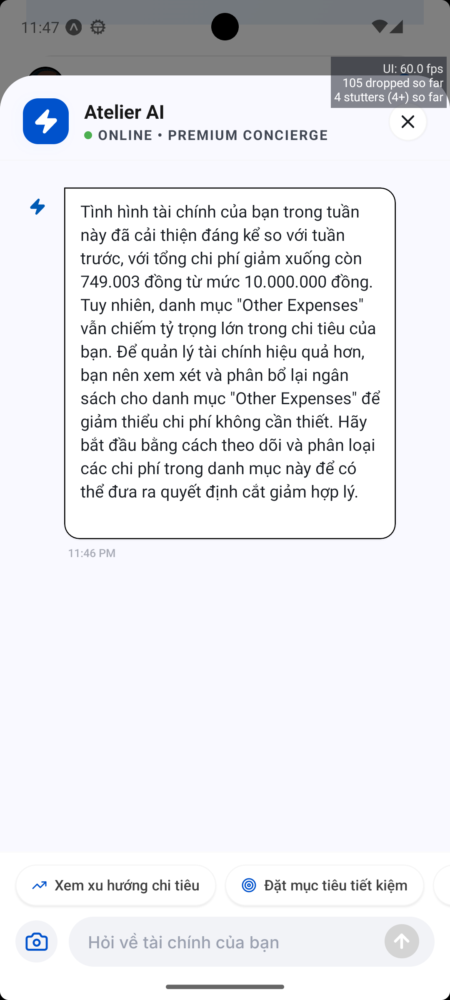 11:47
UI: 60.0 fps
105 dropped so far
4 stutters (4+) so far
Atelier AI
ONLINE • PREMIUM CONCIERGE
Tình hình tài chính của bạn trong tuần
này đã cải thiện đáng kể so với tuần
trước, với tổng chi phí giảm xuống còn
749.003 đồng từ mức 10.000.000 đồng.
Tuy nhiên, danh mục "Other Expenses"
vẫn chiếm tỷ trọng lớn trong chi tiêu của
bạn. Để quản lý tài chính hiệu quả hơn,
bạn nên xem xét và phân bổ lại ngân
sách cho danh mục "Other Expenses" để
giảm thiểu chi phí không cần thiết. Hãy
bắt đầu bằng cách theo dõi và phân loại
các chi phí trong danh mục này để có
thể đưa ra quyết định cắt giảm hợp lý.
11:46 PM
Xem xu hướng chi tiêu
Đặt mục tiêu tiết kiệm
Hỏi về tài chính của bạn